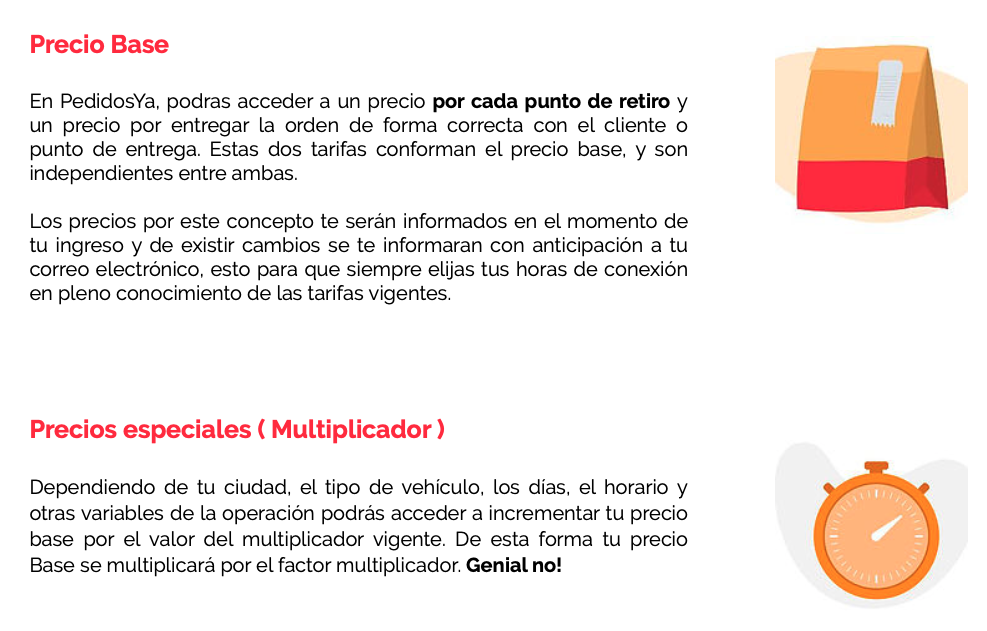 Precio Base
En PedidosYa, podras acceder a un precio por cada punto de retiro y
un precio por entregar la orden de forma correcta con el cliente o
punto de entrega. Estas dos tarifas conforman el precio base, y son
independientes entre ambas.
Los precios por este concepto te serán informados en el momento de
tu ingreso y de existir cambios se te informaran con anticipación a tu
correo electrónico, esto para que siempre elijas tus horas de conexión
en pleno conocimiento de las tarifas vigentes.
Precios especiales ( Multiplicador )
Dependiendo de tu ciudad, el tipo de vehículo, los días, el horario y
otras variables de la operación podrás acceder a incrementar tu precio
base por el valor del multiplicador vigente. De esta forma tu precio
Base se multiplicará por el factor multiplicador. Genial no!